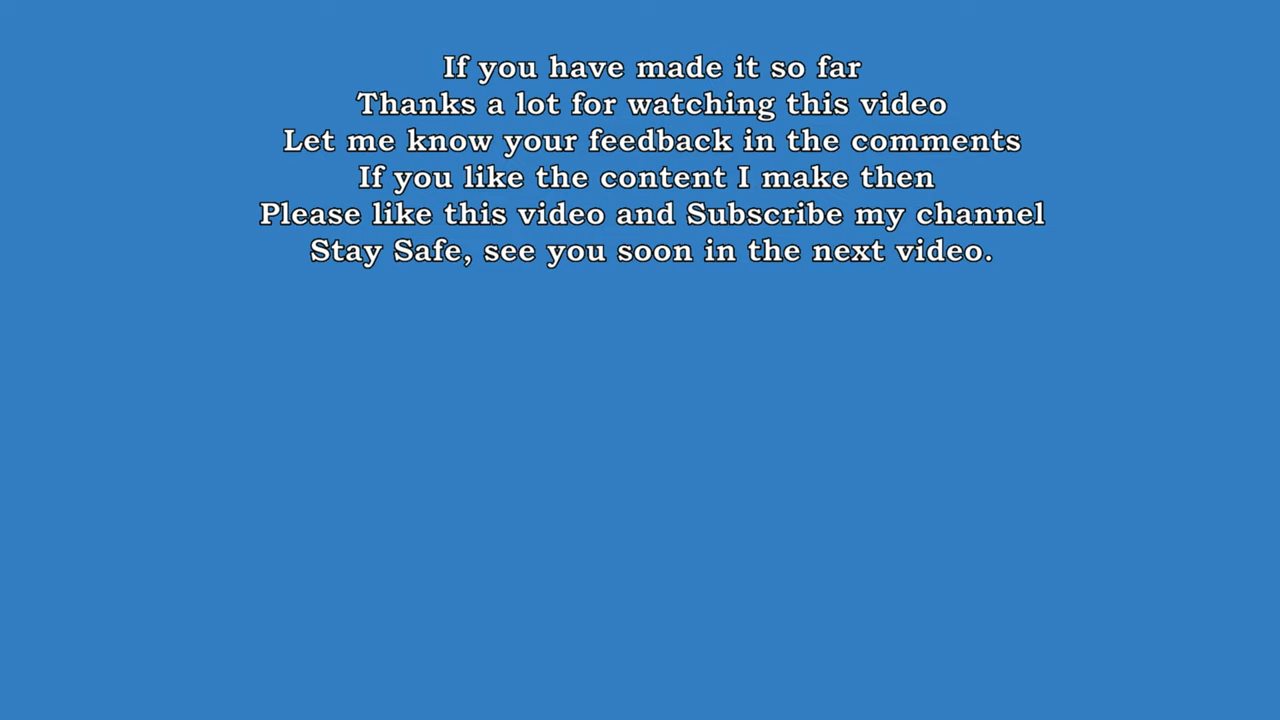 If you have made it so far
Thanks a lot for watching this video
Let me know your feedback in the comments
If you like the content I make then
Please like this video and Subscribe my channel
Stay Safe, see you soon in the next video.